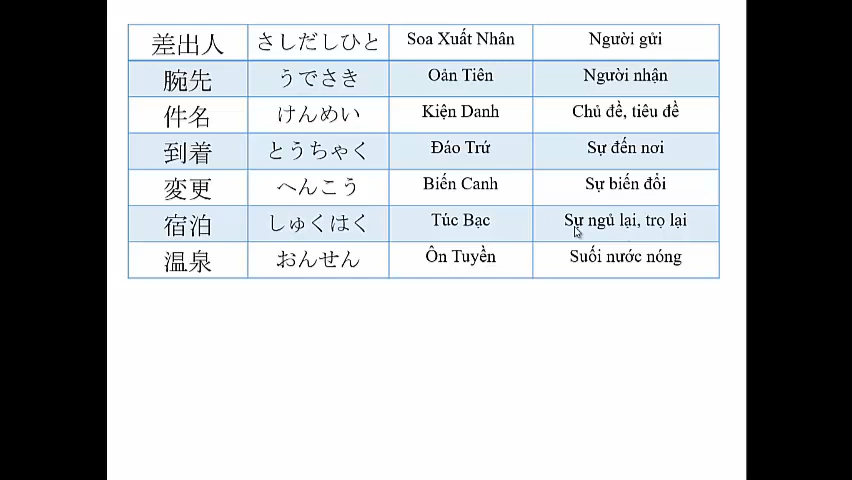 差出人 さしだしひと Soa Xuất Nhân Người gửi
腕先 うでさき Oản Tiên Người nhận
件名 けんめい Kiện Danh Chủ đề, tiêu đề
到着 とうちゃく Đáo Trứ Sự đến nơi
変更 へんこう Biến Canh Sự biến đổi
宿泊 しゅくはく Túc Bạc Sự ngủ lại, trọ lại
温泉 おんせん Ôn Tuyền Suối nước nóng